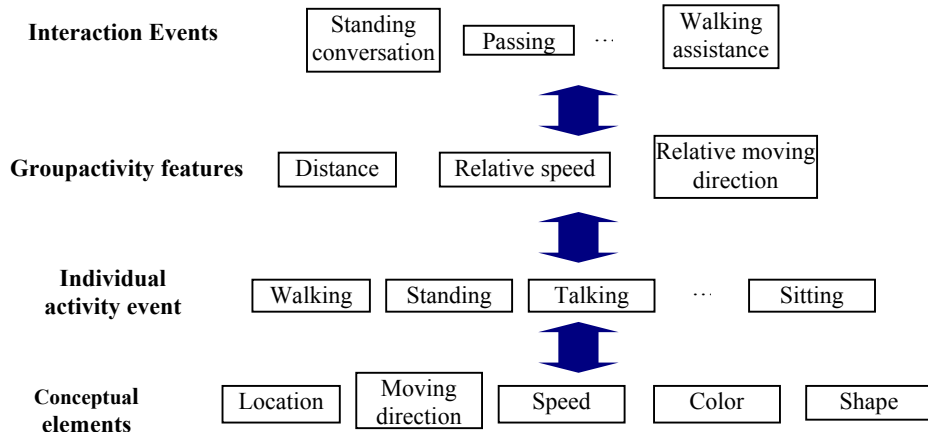 Interaction Events
Standing
conversation
Passing
...
Walking
assistance
Groupactivity features
Distance
Relative speed
Relative moving
direction
Individual
activity event
Walking
Standing
Talking
...
Sitting
Conceptual
elements
Location
Moving
direction
Speed
Color
Shape